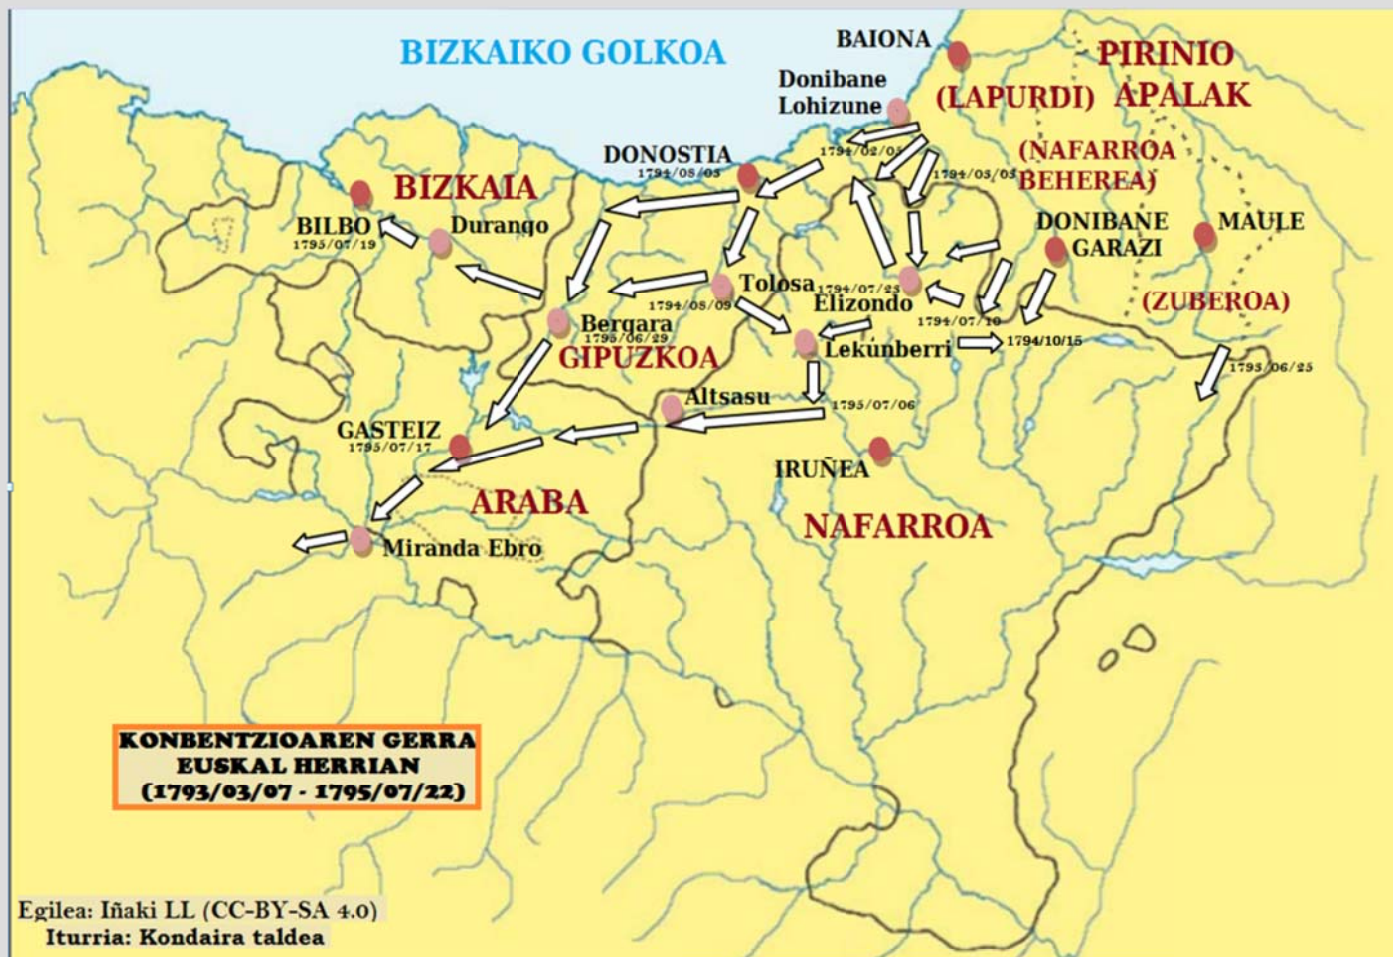 BIZKAIKO GOLKOA
BAIONA
PIRINIO
APALAK
Donibane
Lohizune
(LAPURDI)
(NAFARROA
BEHEREA)
1794/02/05
1794/03/03
DONOSTIA
1794/08/03
BIZKAIA
BILBO
1795/07/19
Durango
DONIBANE
GARAZI
MAULE
(ZUBEROA)
Tolosa
1794/08/09
1794/07/23
Elizondo
1794/07/10
1794/10/15
Bergara
1795/06/29
GIPUZKOA
Lekunberri
1793/06/25
Altsasu
1795/07/06
GASTEIZ
1795/07/17
IRUÑEA
ARABA
NAFARROA
Miranda Ebro
KONBENTZIOAREN GERRA
EUSKAL HERRIAN
(1793/03/07 - 1795/07/22)
Egilea: Iñaki LL (CC-BY-SA 4.0)
Iturria: Kondaira taldea